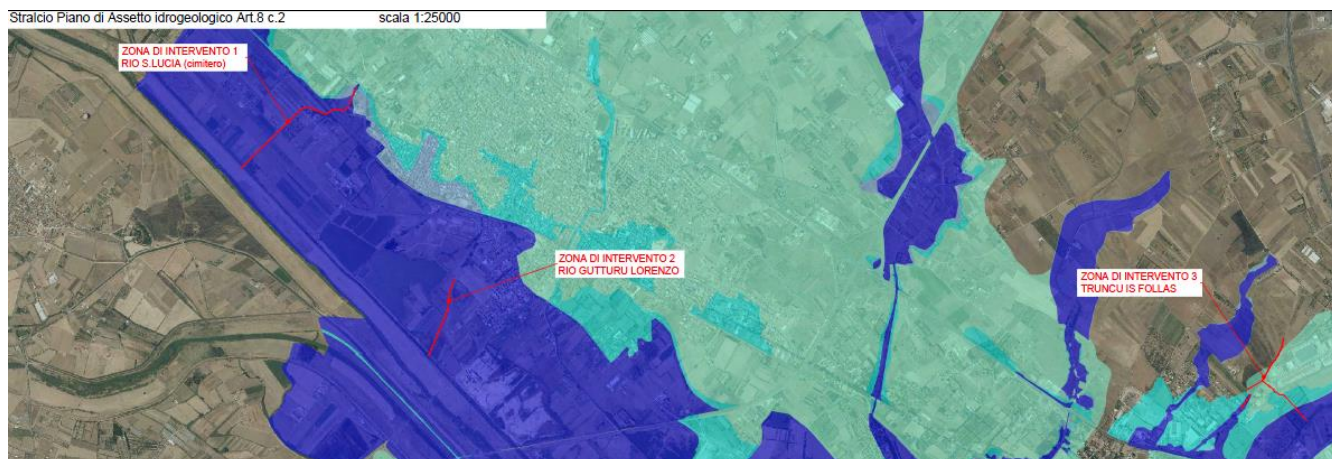 Stralcio Piano di Assetto idrogeologico Art.8 c.2 scala 1:25000
ZONA DI INTERVENTO 1
RIO S.LUCIA (cimitero)
ZONA DI INTERVENTO 2
RIO GUTTURU LORENZO
ZONA DI INTERVENTO 3
TRUNCU IS FOLLAS